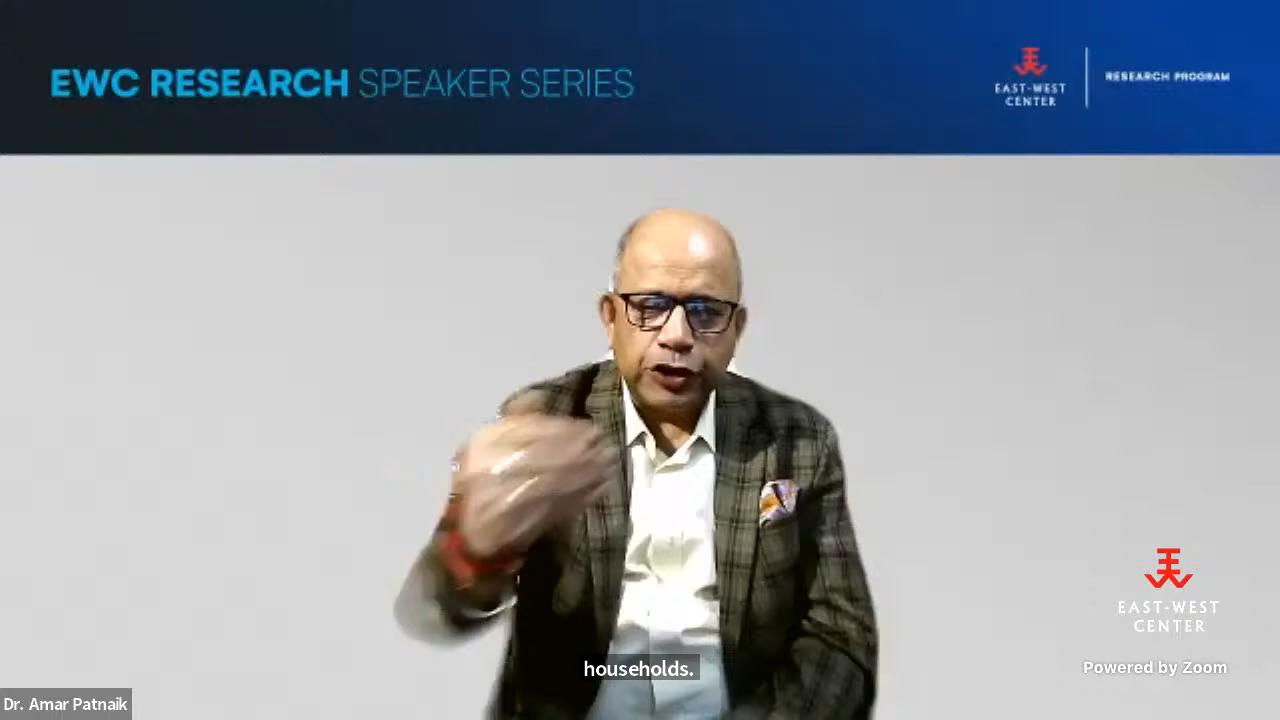 EWC RESEARCH SPEAKER SERIES
EAST-WEST
CENTER
RESEARCH PROGRAM
EAST-WEST
CENTER
households.
Powered by Zoom
Dr. Amar Patnaik